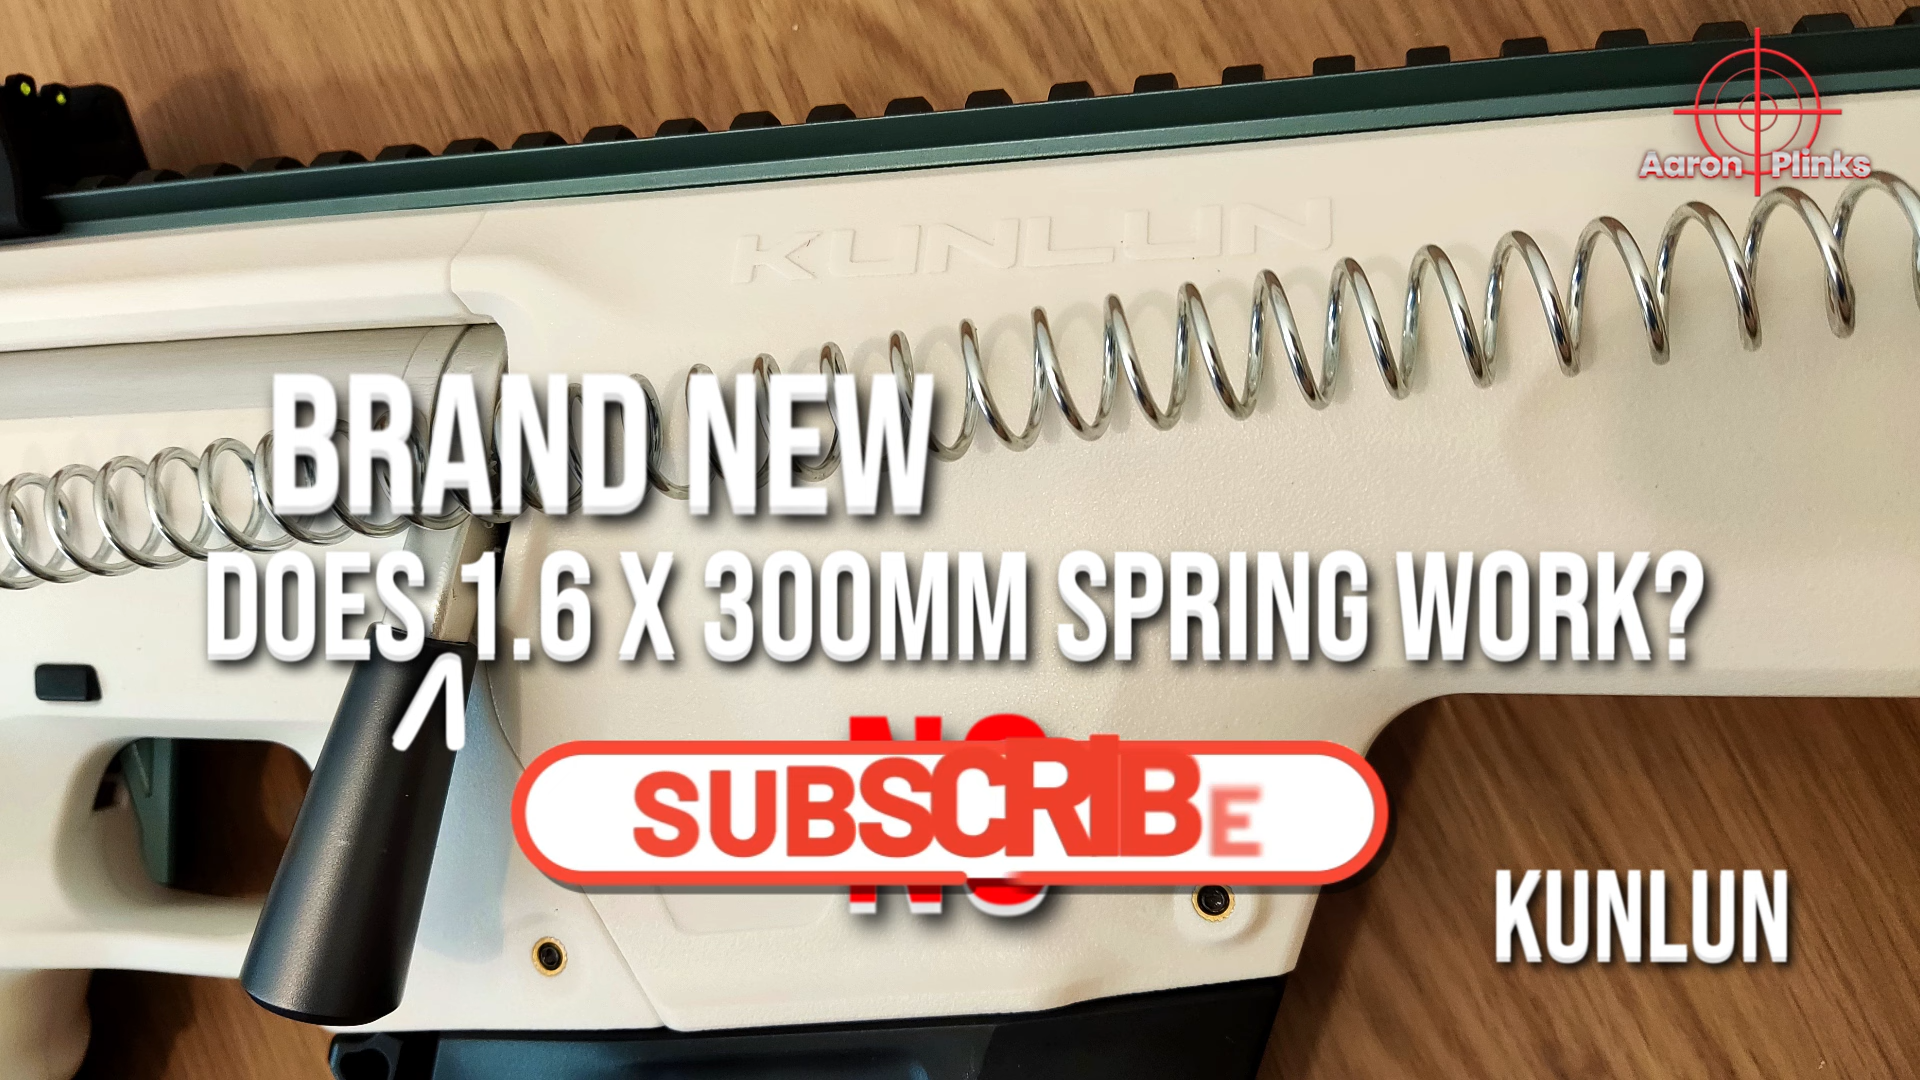 Aaron Plinks
KUNLUN
BRAND NEW
DOES 1.6 X 300MM SPRING WORK?
SUBSCRIBE
KUNLUN